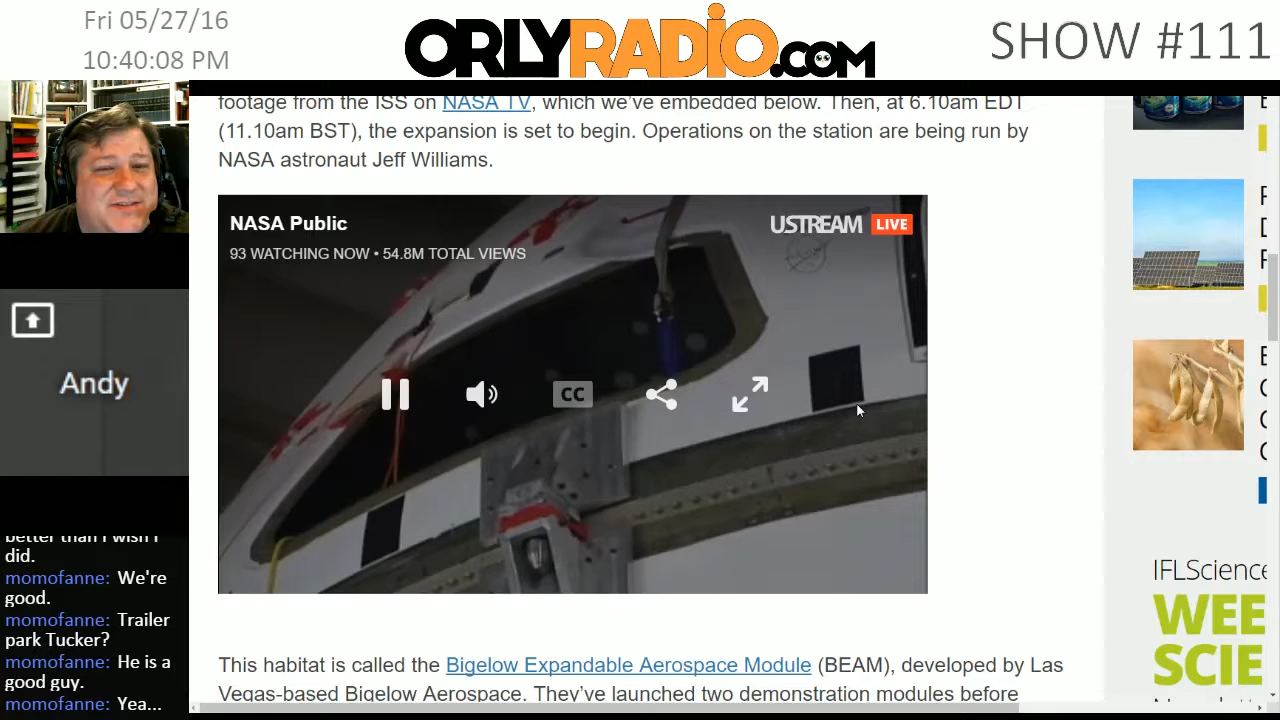 Fri 05/27/16
10:40:08 PM
ORLYRADiO.COM
SHOW #111
footage from the ISS on NASA TV, which we've embedded below. Then, at 6.10am EDT
(11.10am BST), the expansion is set to begin. Operations on the station are being run by
NASA astronaut Jeff Williams.
NASA Public
93 WATCHING NOW • 54.8M TOTAL VIEWS
USTREAM LIVE
CC
Andy
better than I wish I
did.
momofanne: We're
good.
momofanne: Trailer
park Tucker?
momofanne: He is a
good guy.
momofanne: Yea...
This habitat is called the Bigelow Expandable Aerospace Module (BEAM), developed by Las
Vegas-based Bigelow Aerospace. They've launched two demonstration modules before
IFLScience
WEE
SCIE